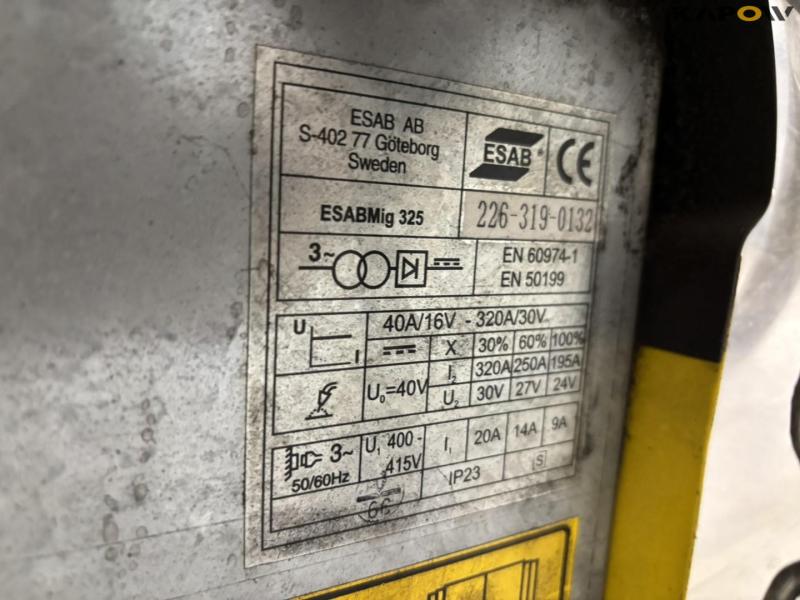 KAPOW
ESAB AB
S-402 77 Göteborg
Sweden
ESAB
CE
ESABMig 325
226-319-0132
3~
EN 60974-1
EN 50199
U
I
40A/16V - 320A/30V
X 30% 60% 100%
I2 320A 250A 195A
U0=40V
U2 30V 27V 24V
3~
50/60Hz
U1 400-
415V
I1 20A 14A 9A
IP23
S